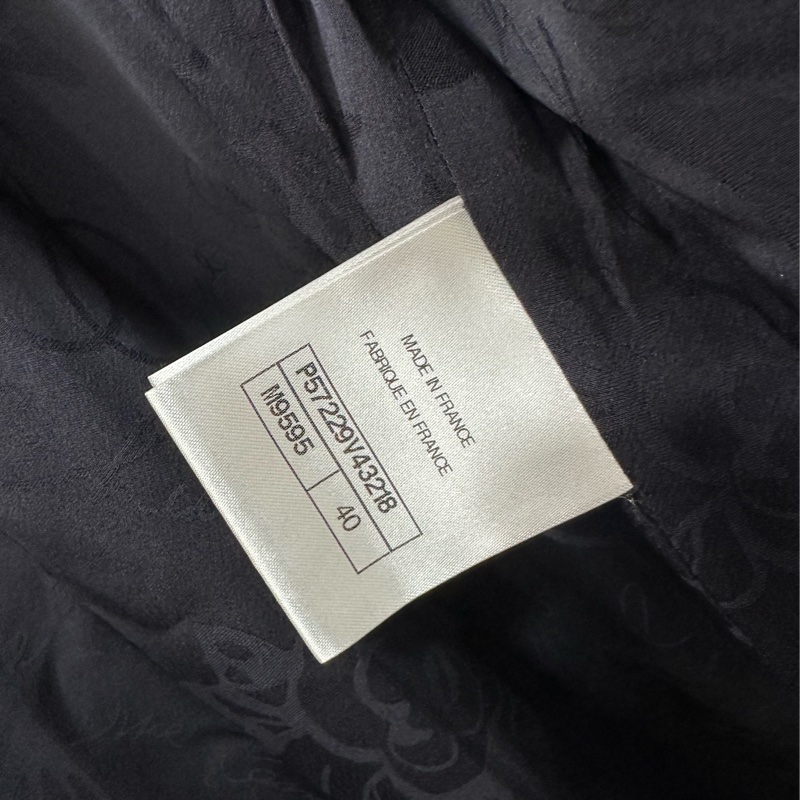 MADE IN FRANCE
FABRIQUE EN FRANCE
P57229V43218
M9595 40